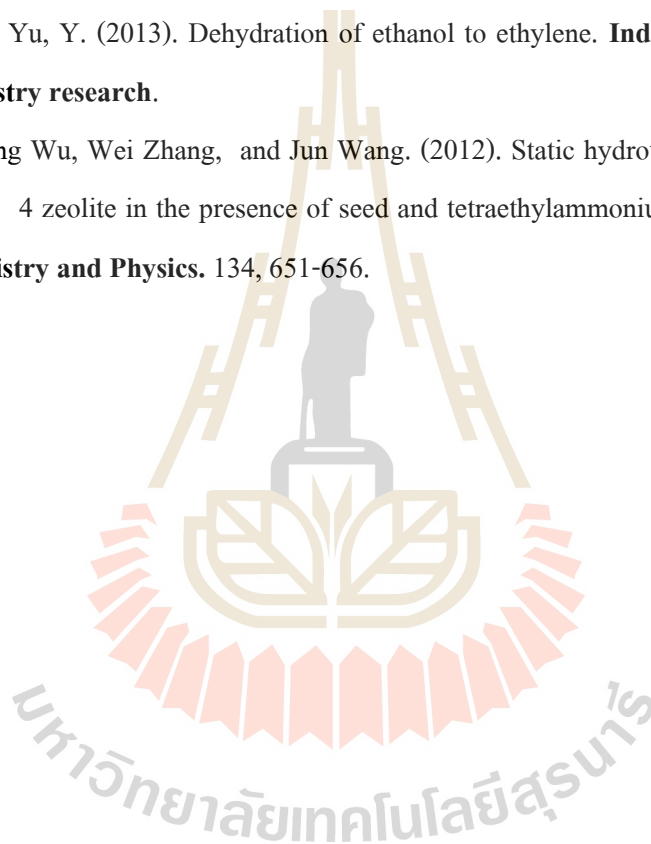 Yu, Y. (2013). Dehydration of ethanol to ethylene. Ind
stry research.
ng Wu, Wei Zhang, and Jun Wang. (2012). Static hydro
4 zeolite in the presence of seed and tetraethylammoniu
istry and Physics. 134, 651-656.
มหาวิทยาลัยเทคโนโลยีสุรนารี